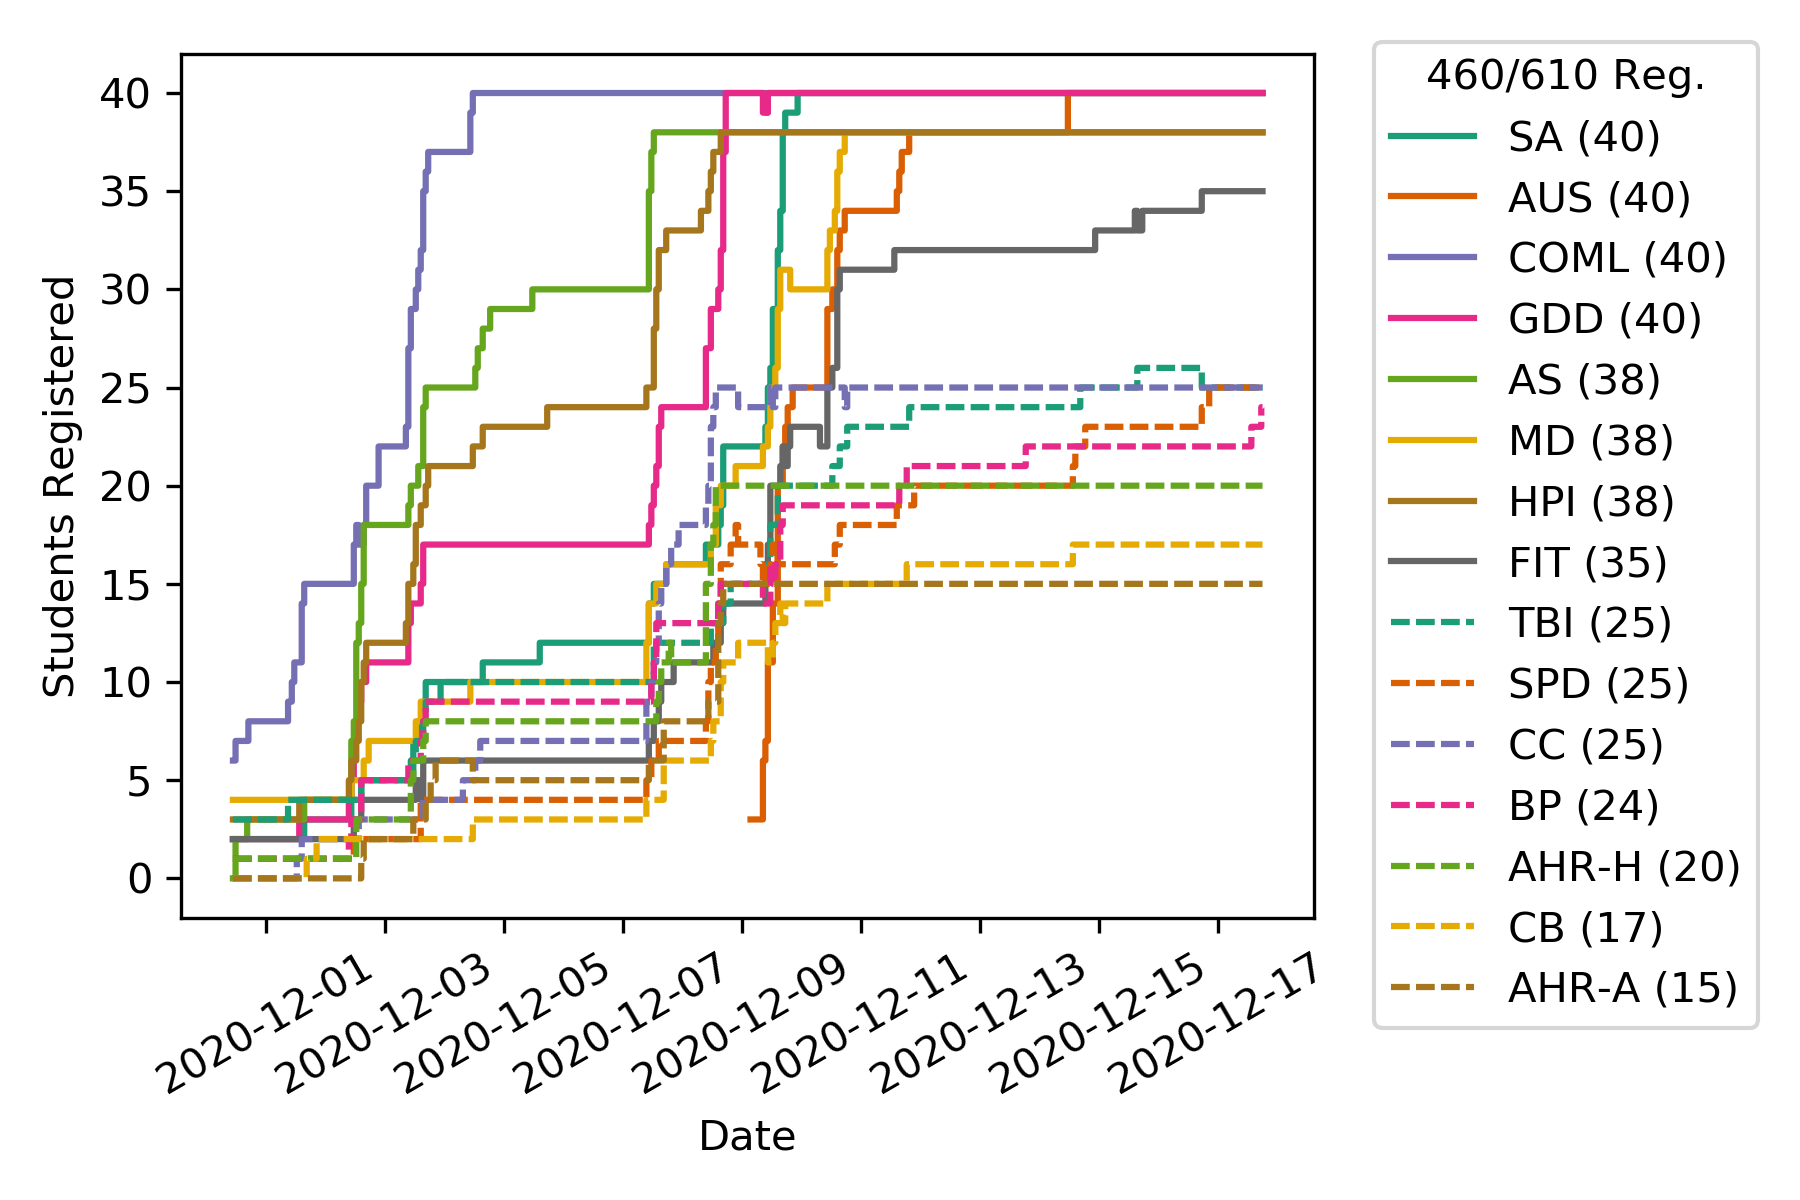 40
35
30
25
20
15
10
5
0
Students Registered
2020-12-01
2020-12-03
2020-12-05
2020-12-07
2020-12-09
2020-12-11
2020-12-13
2020-12-15
2020-12-17
Date
460/610 Reg.
SA (40)
AUS (40)
COML (40)
GDD (40)
AS (38)
MD (38)
HPI (38)
FIT (35)
TBI (25)
SPD (25)
CC (25)
BP (24)
AHR-H (20)
CB (17)
AHR-A (15)